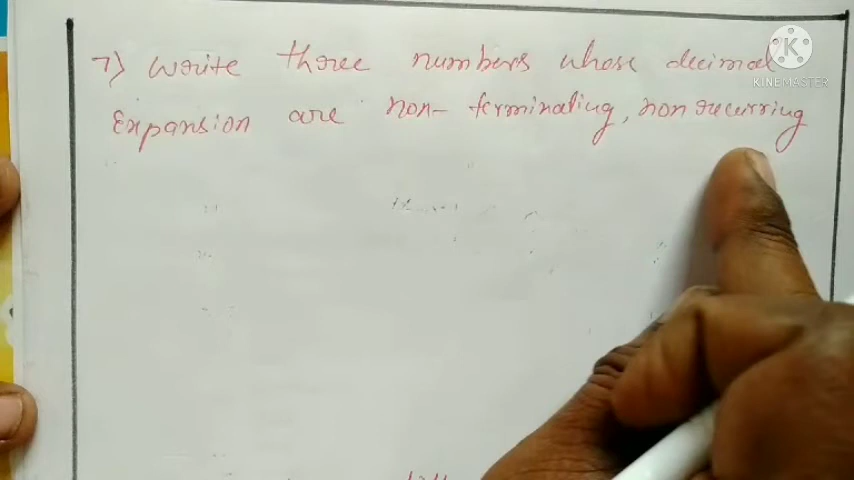 7) Write three numbers whose decimal
Expansion are non-terminating, non recurring
KINEMASTER